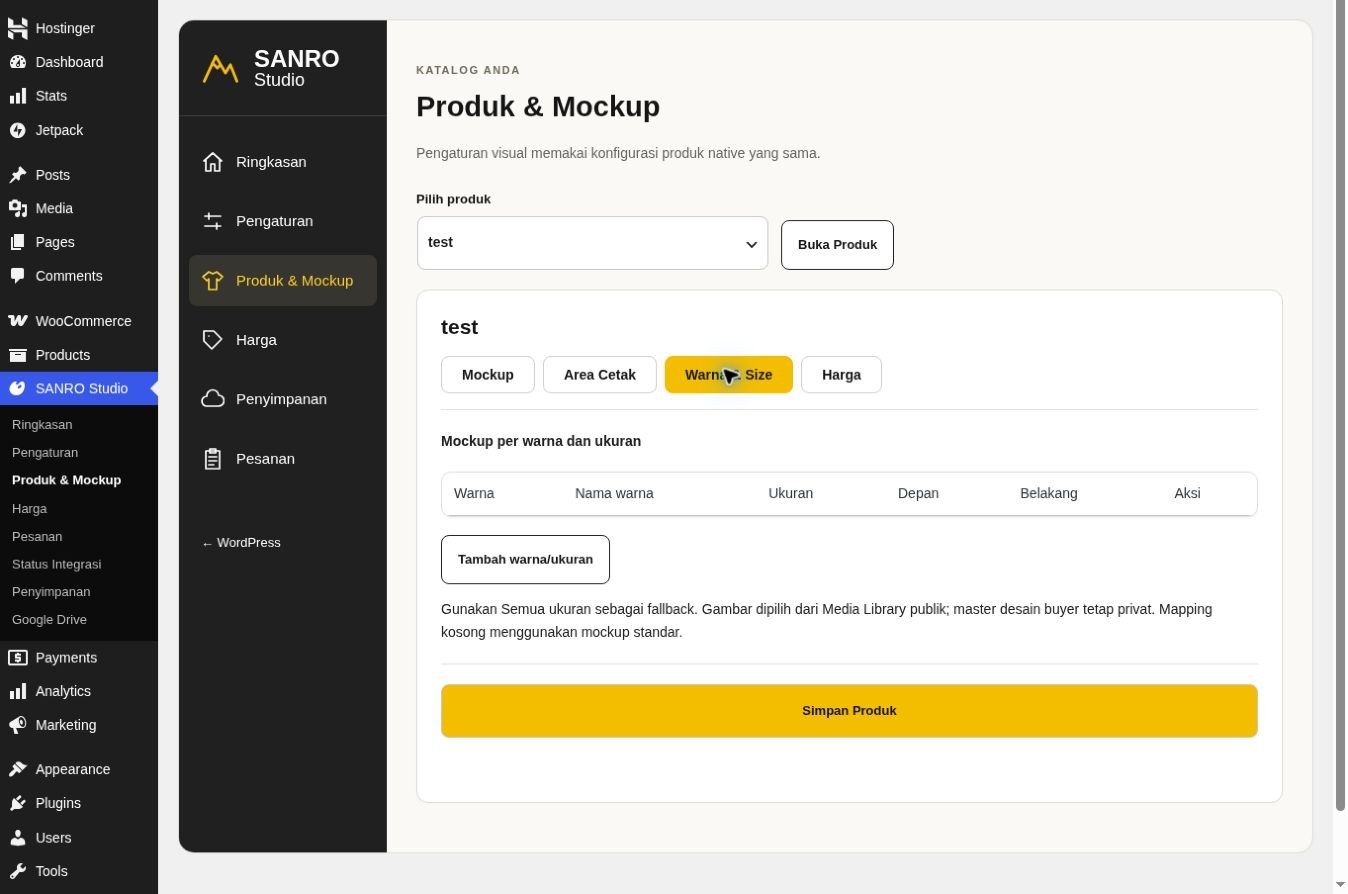 Hostinger
Dashboard
Stats
Jetpack
Posts
Media
Pages
Comments
WooCommerce
Products
SANRO Studio
Ringkasan
Pengaturan
Produk & Mockup
Harga
Pesanan
Status Integrasi
Penyimpanan
Google Drive
Payments
Analytics
Marketing
Appearance
Plugins
Users
Tools
SANRO
Studio
Ringkasan
Pengaturan
Produk & Mockup
Harga
Penyimpanan
Pesanan
← WordPress
KATALOG ANDA
Produk & Mockup
Pengaturan visual memakai konfigurasi produk native yang sama.
Pilih produk
test
Buka Produk
test
Mockup
Area Cetak
Warna Size
Harga
Mockup per warna dan ukuran
Warna Nama warna Ukuran Depan Belakang Aksi
Tambah warna/ukuran
Gunakan Semua ukuran sebagai fallback. Gambar dipilih dari Media Library publik; master desain buyer tetap privat. Mapping
kosong menggunakan mockup standar.
Simpan Produk